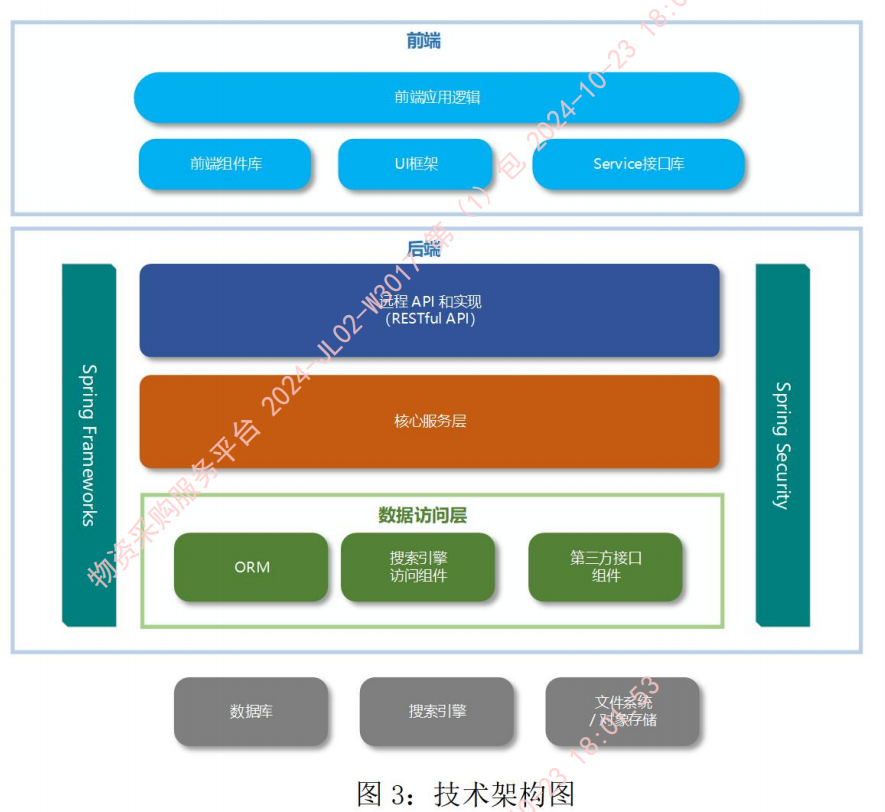 前端
前端应用逻辑
前端组件库
UI框架
Service接口库
后端
Spring Frameworks
远程 API 和实现
（RESTful API）
核心服务层
数据访问层
ORM
搜索引擎
访问组件
第三方接口
组件
Spring Security
数据库
搜索引擎
文件系统
/ 对象存储
图 3：技术架构图
物资采购服务平台 2024-JL02-W3017 第（1）包 2024-10-23 18:0
23 18:04:53